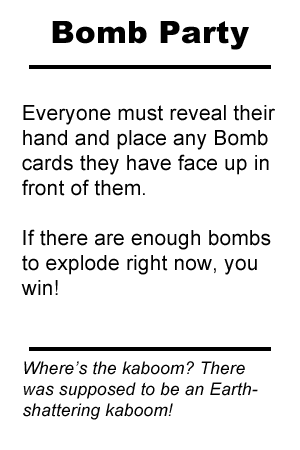 Bomb Party
Everyone must reveal their
hand and place any Bomb
cards they have face up in
front of them.
If there are enough bombs
to explode right now, you
win!
Where's the kaboom? There
was supposed to be an Earth-
shattering kaboom!